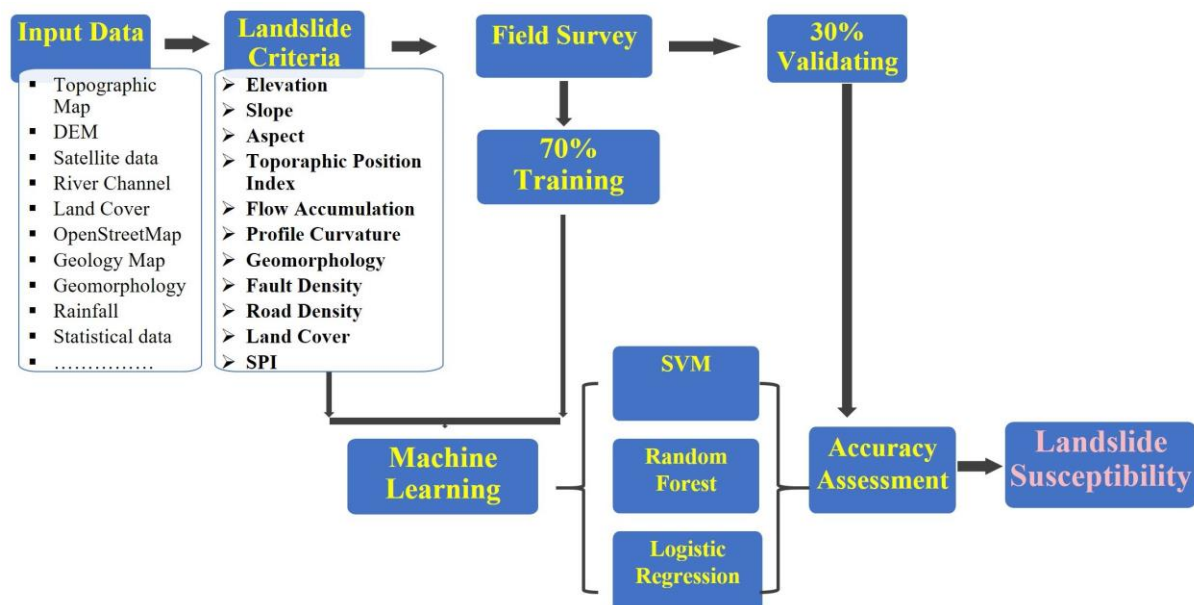 Input Data
Topographic
Map
DEM
Satellite data
River Channel
Land Cover
OpenStreetMap
Geology Map
Geomorphology
Rainfall
Statistical data
……………
Landslide
Criteria
Elevation
Slope
Aspect
Toporaphic Position
Index
Flow Accumulation
Profile Curvature
Geomorphology
Fault Density
Road Density
Land Cover
SPI
Field Survey
30%
Validating
70%
Training
Machine
Learning
SVM
Random
Forest
Logistic
Regression
Accuracy
Assessment
Landslide
Susceptibility